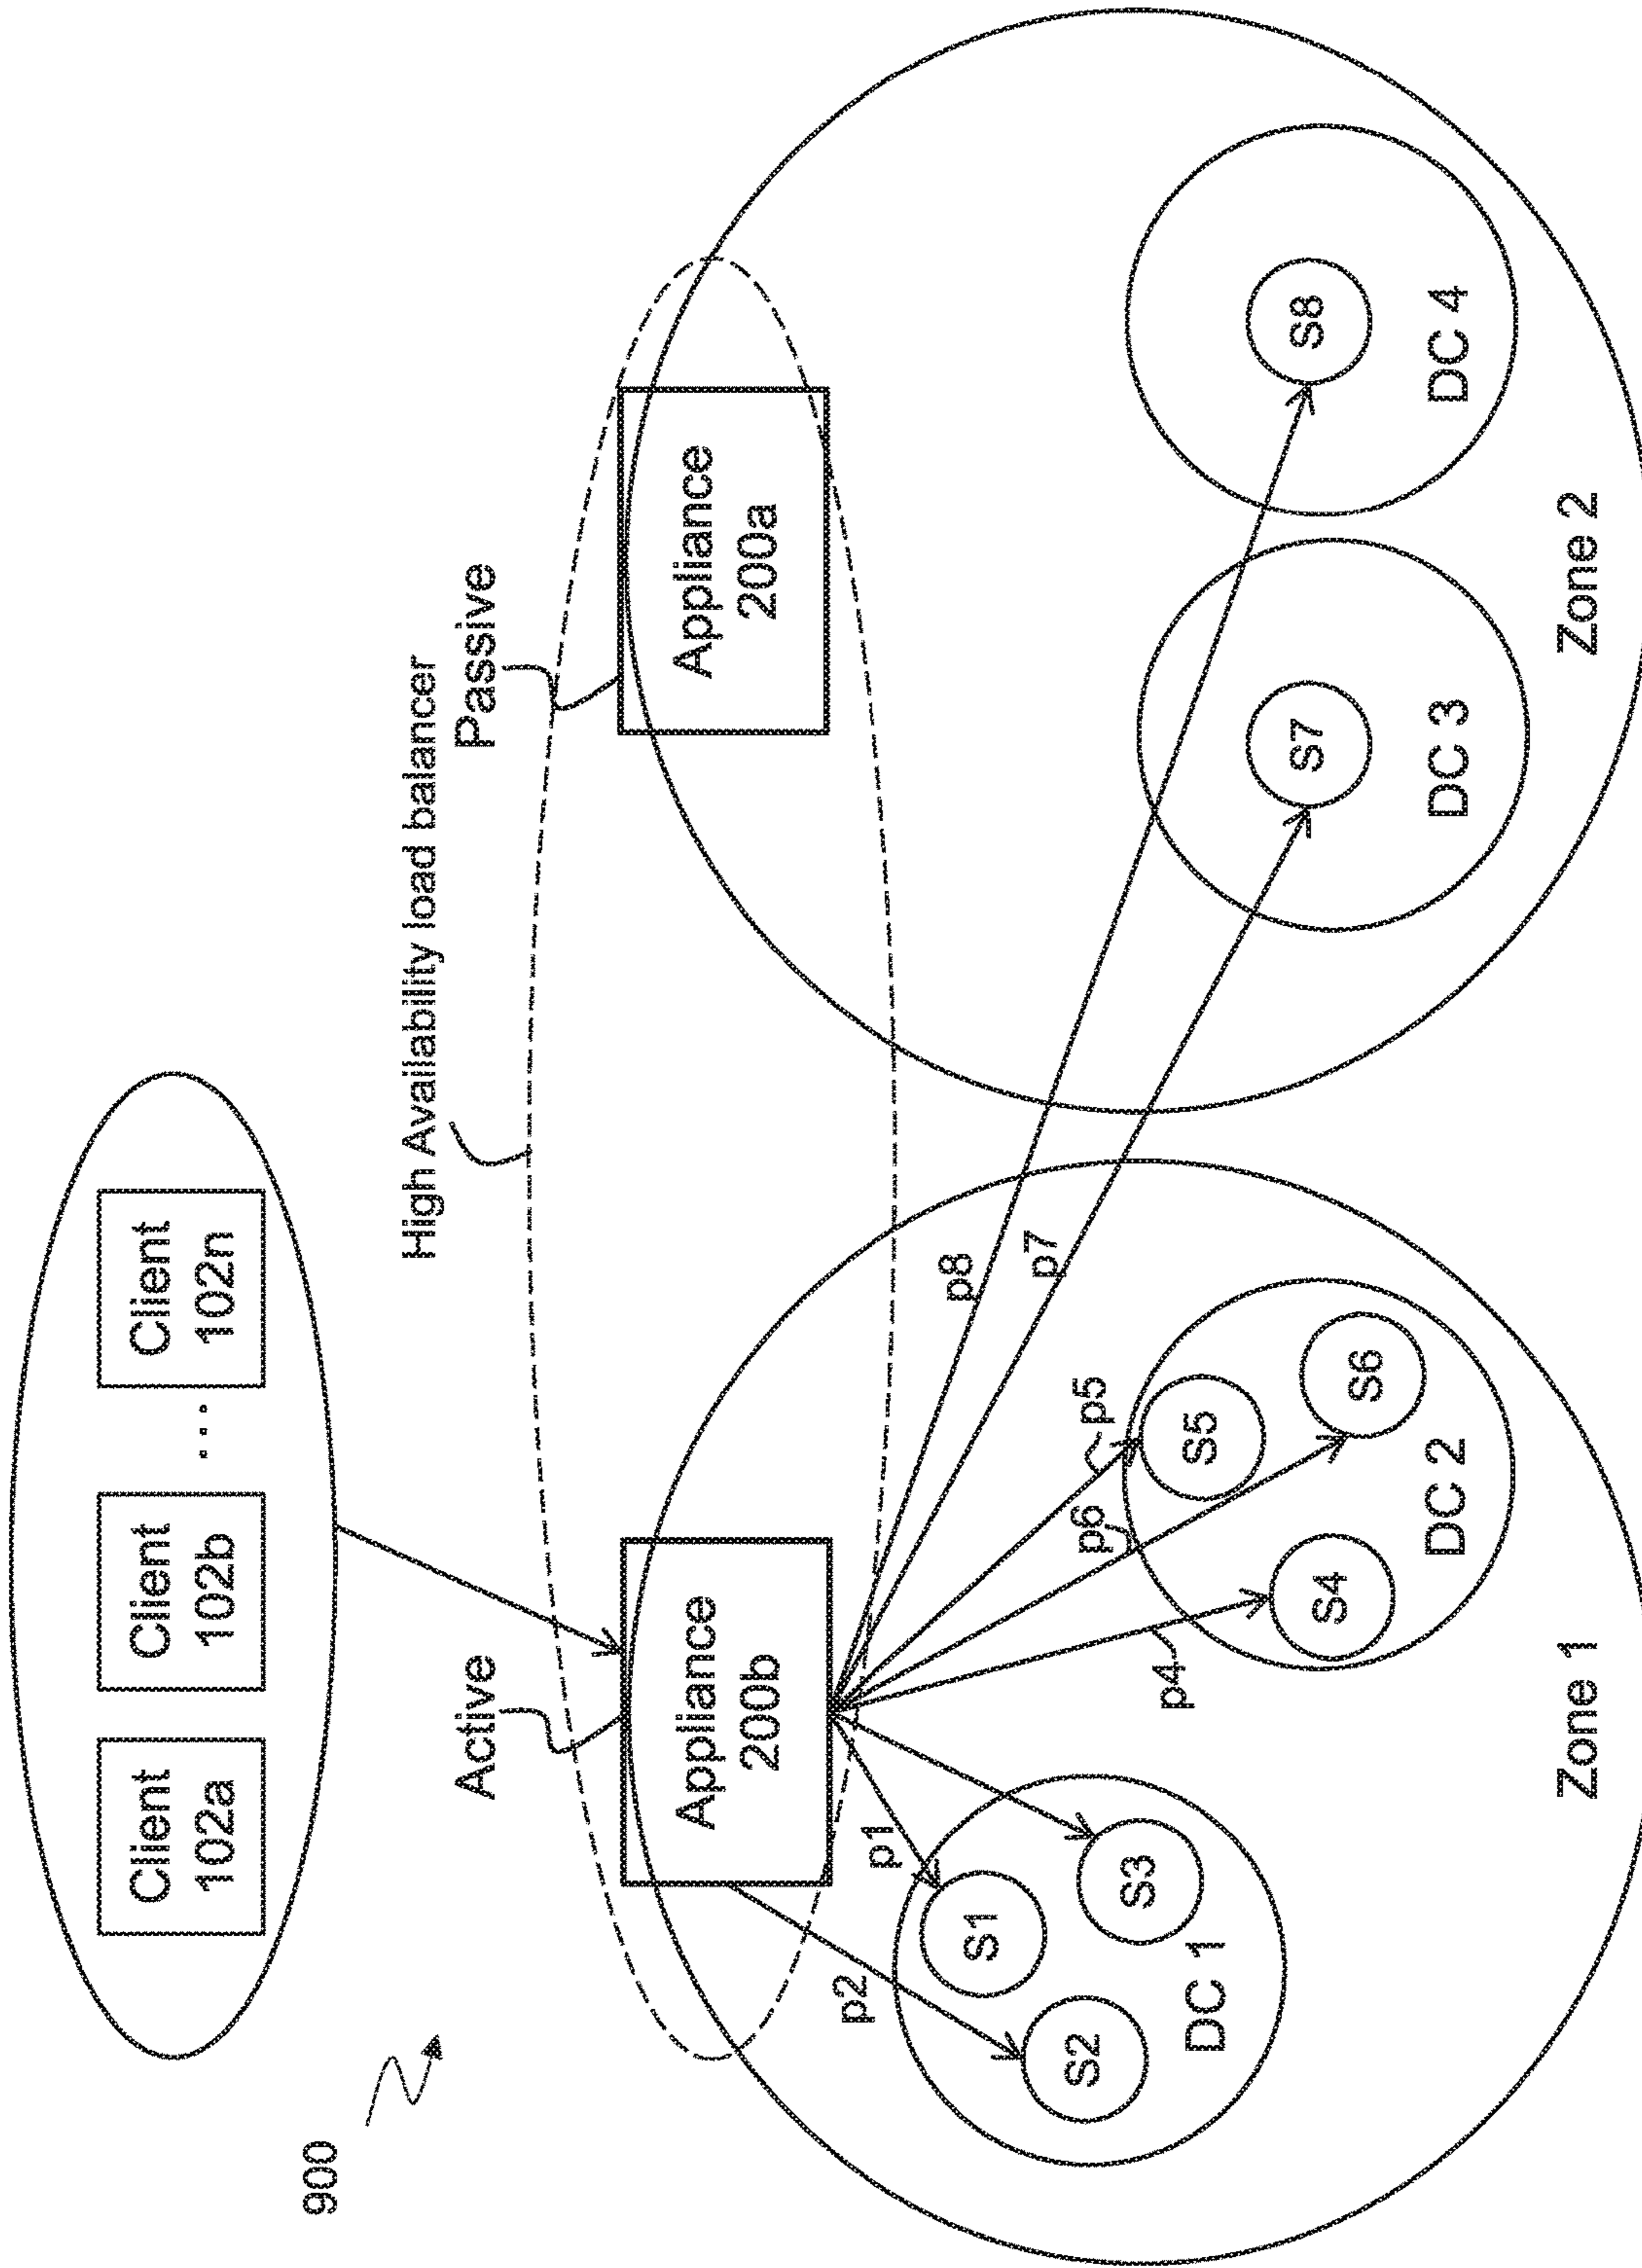 900
Client
102a
Client
102b
...
Client
102n
High Availability load balancer
Active
Passive
Appliance
200b
Appliance
200a
p2
p1
p8
p7
p5
p6
p4
S1
S2
S3
DC 1
S5
S4
S6
DC 2
S7
DC 3
S8
DC 4
Zone 1
Zone 2